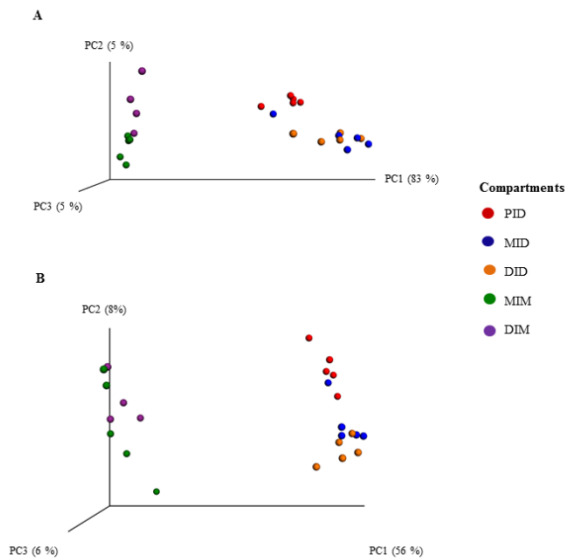 A
PC2 (5 %)
PC1 (83 %)
PC3 (5 %)
Compartments
PID
MID
DID
MIM
DIM
B
PC2 (8%)
PC3 (6 %)
PC1 (56 %)